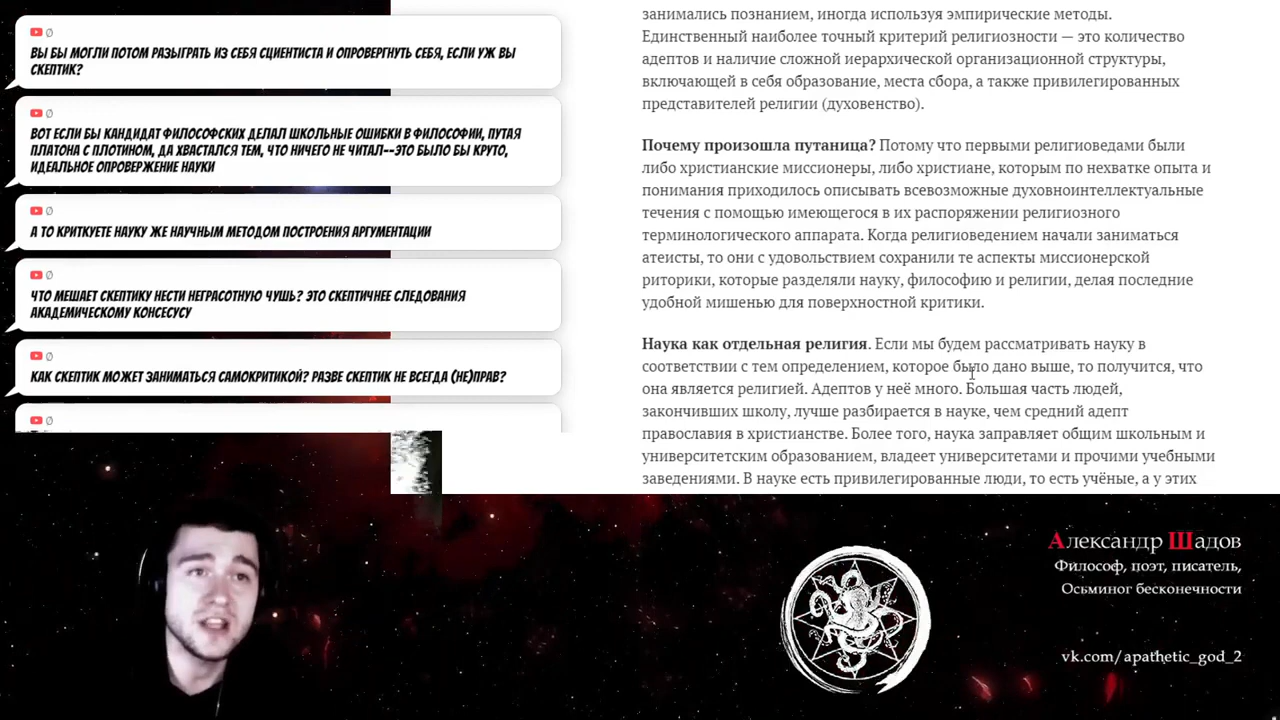 Ø
ВЫ БЫ МОГЛИ ПОТОМ РАЗЫГРАТЬ ИЗ СЕБЯ СЦИЕНТИСТА И ОПРОВЕРГНУТЬ СЕБЯ, ЕСЛИ УЖ ВЫ
СКЕПТИК?
Ø
ВОТ ЕСЛИ БЫ КАНДИДАТ ФИЛОСОФСКИХ ДЕЛАЛ ШКОЛЬНЫЕ ОШИБКИ В ФИЛОСОФИИ, ПУТАЯ
ПЛАТОНА С ПЛОТИНОМ, ДА ХВАСТАЛСЯ ТЕМ, ЧТО НИЧЕГО НЕ ЧИТАЛ--ЭТО БЫЛО БЫ КРУТО,
ИДЕАЛЬНОЕ ОПРОВЕРЖЕНИЕ НАУКИ
Ø
А ТО КРИТКУЕТЕ НАУКУ ЖЕ НАУЧНЫМ МЕТОДОМ ПОСТРОЕНИЯ АРГУМЕНТАЦИИ
Ø
ЧТО МЕШАЕТ СКЕПТИКУ НЕСТИ НЕГРАСОТНУЮ ЧУШЬ? ЭТО СКЕПТИЧНЕЕ СЛЕДОВАНИЯ
АКАДЕМИЧЕСКОМУ КОНСЕСУСУ
Ø
КАК СКЕПТИК МОЖЕТ ЗАНИМАТЬСЯ САМОКРИТИКОЙ? РАЗВЕ СКЕПТИК НЕ ВСЕГДА (НЕ)ПРАВ?
Ø
занимались познанием, иногда используя эмпирические методы.
Единственный наиболее точный критерий религиозности — это количество
адептов и наличие сложной иерархической организационной структуры,
включающей в себя образование, места сбора, а также привилегированных
представителей религии (духовенство).
Почему произошла путаница? Потому что первыми религиоведами были
либо христианские миссионеры, либо христиане, которым по нехватке опыта и
понимания приходилось описывать всевозможные духовноинтеллектуальные
течения с помощью имеющегося в их распоряжении религиозного
терминологического аппарата. Когда религиоведением начали заниматься
атеисты, то они с удовольствием сохранили те аспекты миссионерской
риторики, которые разделяли науку, философию и религии, делая последние
удобной мишенью для поверхностной критики.
Наука как отдельная религия. Если мы будем рассматривать науку в
соответствии с тем определением, которое было дано выше, то получится, что
она является религией. Адептов у неё много. Большая часть людей,
закончивших школу, лучше разбирается в науке, чем средний адепт
православия в христианстве. Более того, наука заправляет общим школьным и
университетским образованием, владеет университетами и прочими учебными
заведениями. В науке есть привилегированные люди, то есть учёные, а у этих
Александр Шадов
Философ, поэт, писатель,
Осьминог бесконечности
vk.com/apathetic_god_2